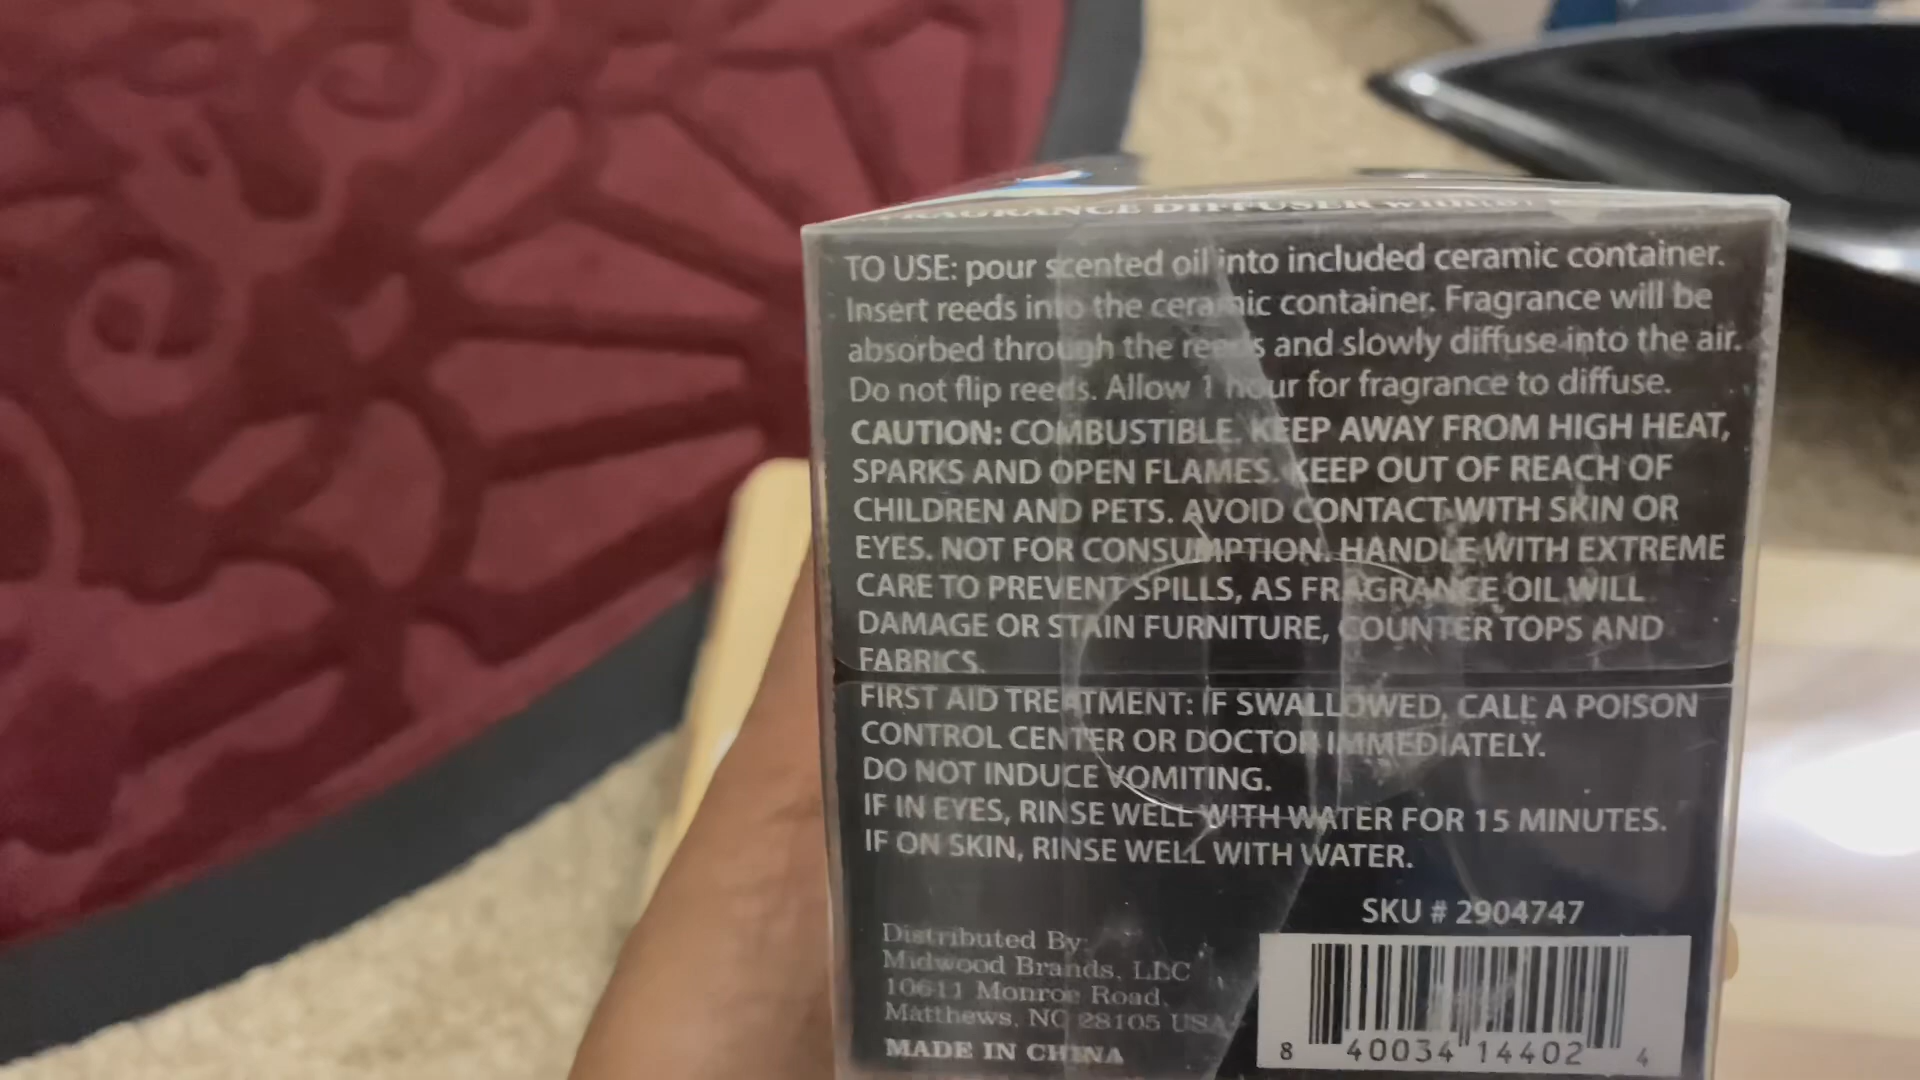 FRAGRANCE DIFFUSER with
TO USE: pour scented oil into included ceramic container.
Insert reeds into the ceramic container. Fragrance will be
absorbed through the reeds and slowly diffuse into the air.
Do not flip reeds. Allow 1 hour for fragrance to diffuse.
CAUTION: COMBUSTIBLE. KEEP AWAY FROM HIGH HEAT,
SPARKS AND OPEN FLAMES. KEEP OUT OF REACH OF
CHILDREN AND PETS. AVOID CONTACT WITH SKIN OR
EYES. NOT FOR CONSUMPTION. HANDLE WITH EXTREME
CARE TO PREVENT SPILLS, AS FRAGRANCE OIL WILL
DAMAGE OR STAIN FURNITURE, COUNTER TOPS AND
FABRICS.
FIRST AID TREATMENT: IF SWALLOWED, CALL A POISON
CONTROL CENTER OR DOCTOR IMMEDIATELY.
DO NOT INDUCE VOMITING.
IF IN EYES, RINSE WELL WITH WATER FOR 15 MINUTES.
IF ON SKIN, RINSE WELL WITH WATER.
SKU # 2904747
Distributed By:
Midwood Brands, LLC
10611 Monroe Road,
Matthews, NC 28105 USA
MADE IN CHINA
8 40034 14402 4